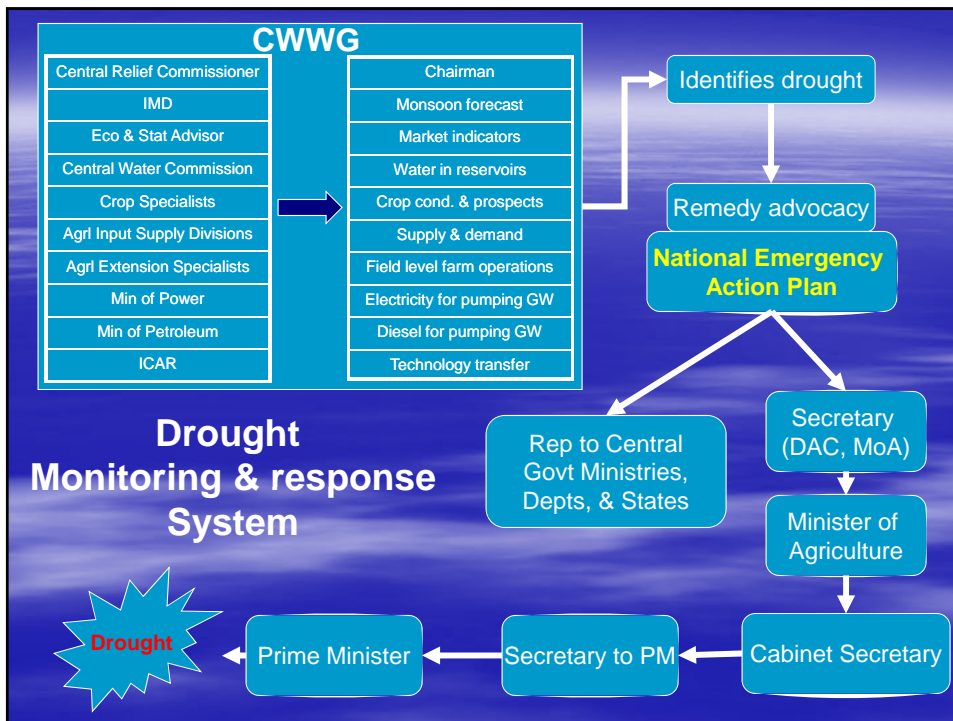 CWWG
Central Relief Commissioner
IMD
Eco & Stat Advisor
Central Water Commission
Crop Specialists
Agrl Input Supply Divisions
Agrl Extension Specialists
Min of Power
Min of Petroleum
ICAR
Chairman
Monsoon forecast
Market indicators
Water in reservoirs
Crop cond. & prospects
Supply & demand
Field level farm operations
Electricity for pumping GW
Diesel for pumping GW
Technology transfer
Identifies drought
Remedy advocacy
National Emergency
Action Plan
Rep to Central
Govt Ministries,
Depts, & States
Secretary
(DAC, MoA)
Minister of
Agriculture
Cabinet Secretary
Secretary to PM
Prime Minister
Drought
Drought
Monitoring & response
System